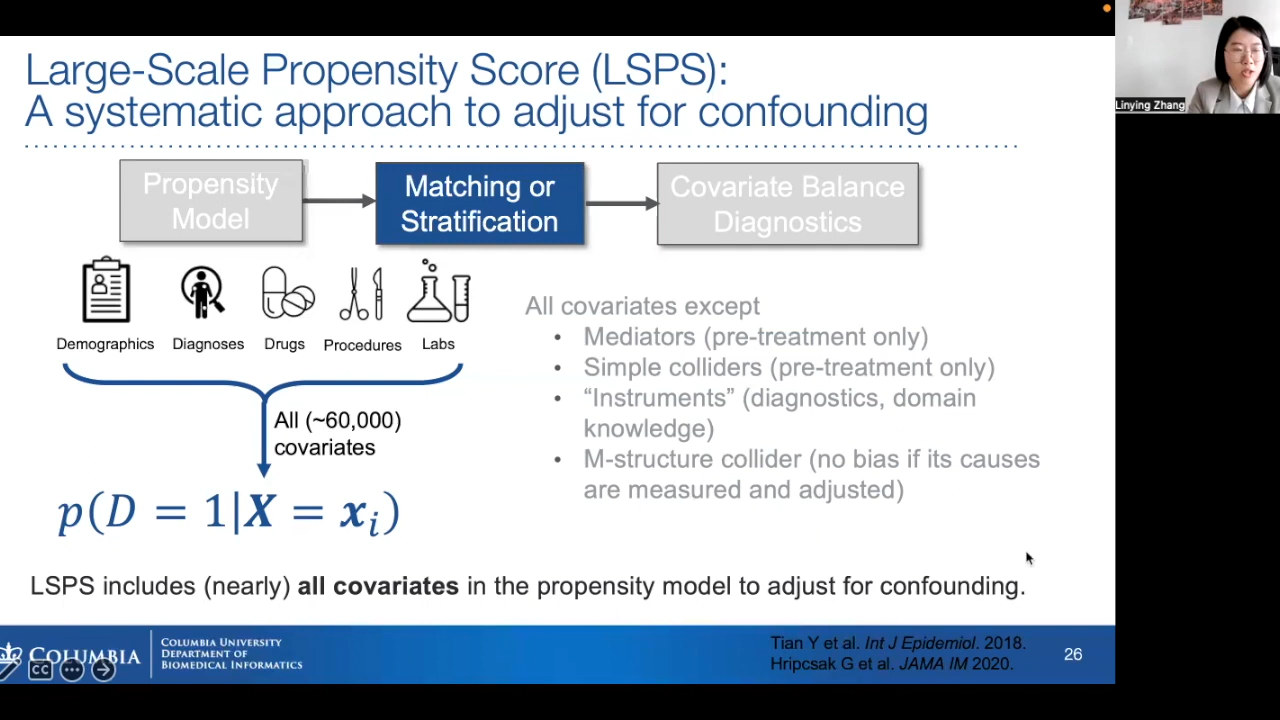 Large-Scale Propensity Score (LSPS):
A systematic approach to adjust for confounding
Linying Zhang
Propensity
Model
Matching or
Stratification
Covariate Balance
Diagnostics
Demographics
Diagnoses
Drugs
Procedures
Labs
All (~60,000)
covariates
p(D = 1|X = xᵢ)
All covariates except
• Mediators (pre-treatment only)
• Simple colliders (pre-treatment only)
• “Instruments” (diagnostics, domain
knowledge)
• M-structure collider (no bias if its causes
are measured and adjusted)
LSPS includes (nearly) all covariates in the propensity model to adjust for confounding.
COLUMBIA
COLUMBIA UNIVERSITY
DEPARTMENT OF
BIOMEDICAL INFORMATICS
CC
Tian Y et al. Int J Epidemiol. 2018.
Hripcsak G et al. JAMA IM 2020.
26